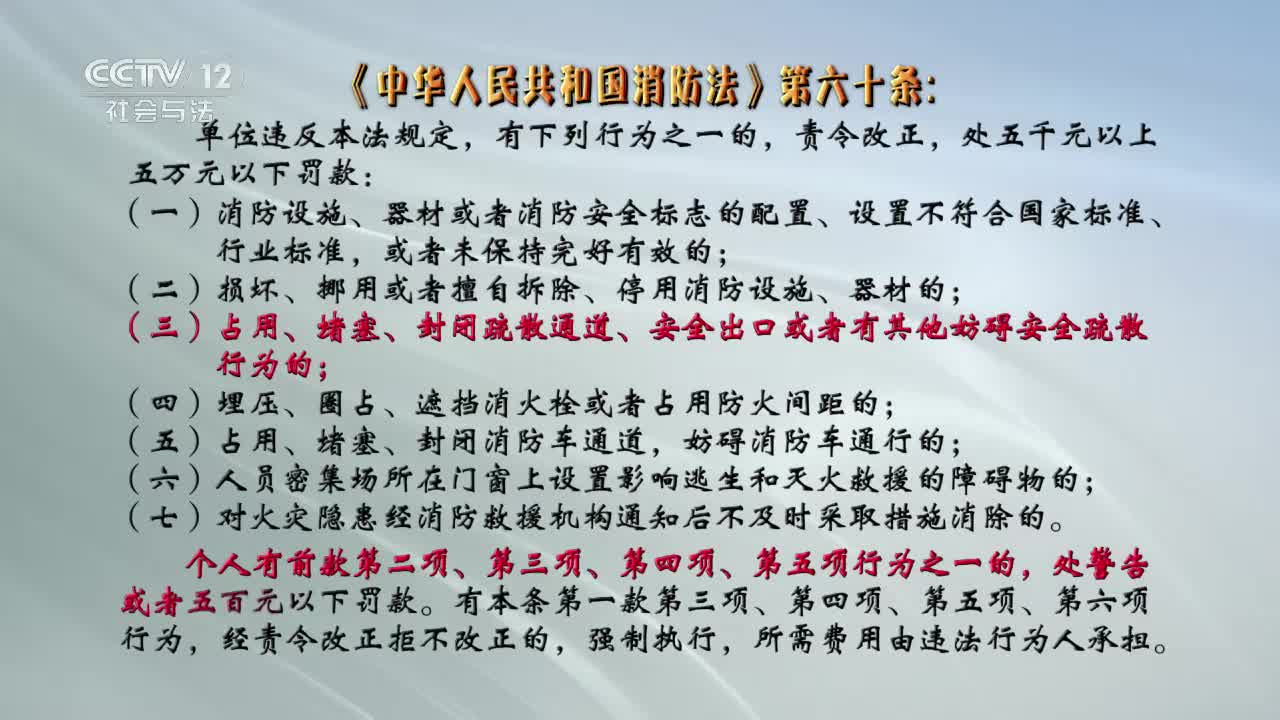 CCTV 12
社会与法
《中华人民共和国消防法》第六十条:
单位违反本法规定，有下列行为之一的，责令改正，处五千元以上
五万元以下罚款：
（一）消防设施、器材或者消防安全标志的配置、设置不符合国家标准、
行业标准，或者未保持完好有效的；
（二）损坏、挪用或者擅自拆除、停用消防设施、器材的；
（三）占用、堵塞、封闭疏散通道、安全出口或者有其他妨碍安全疏散
行为的；
（四）埋压、圈占、遮挡消火栓或者占用防火间距的；
（五）占用、堵塞、封闭消防车通道，妨碍消防车通行的；
（六）人员密集场所在门窗上设置影响逃生和灭火救援的障碍物的；
（七）对火灾隐患经消防救援机构通知后不及时采取措施消除的。
个人有前款第二项、第三项、第四项、第五项行为之一的，处警告
或者五百元以下罚款。有本条第一款第三项、第四项、第五项、第六项
行为，经责令改正拒不改正的，强制执行，所需费用由违法行为人承担。